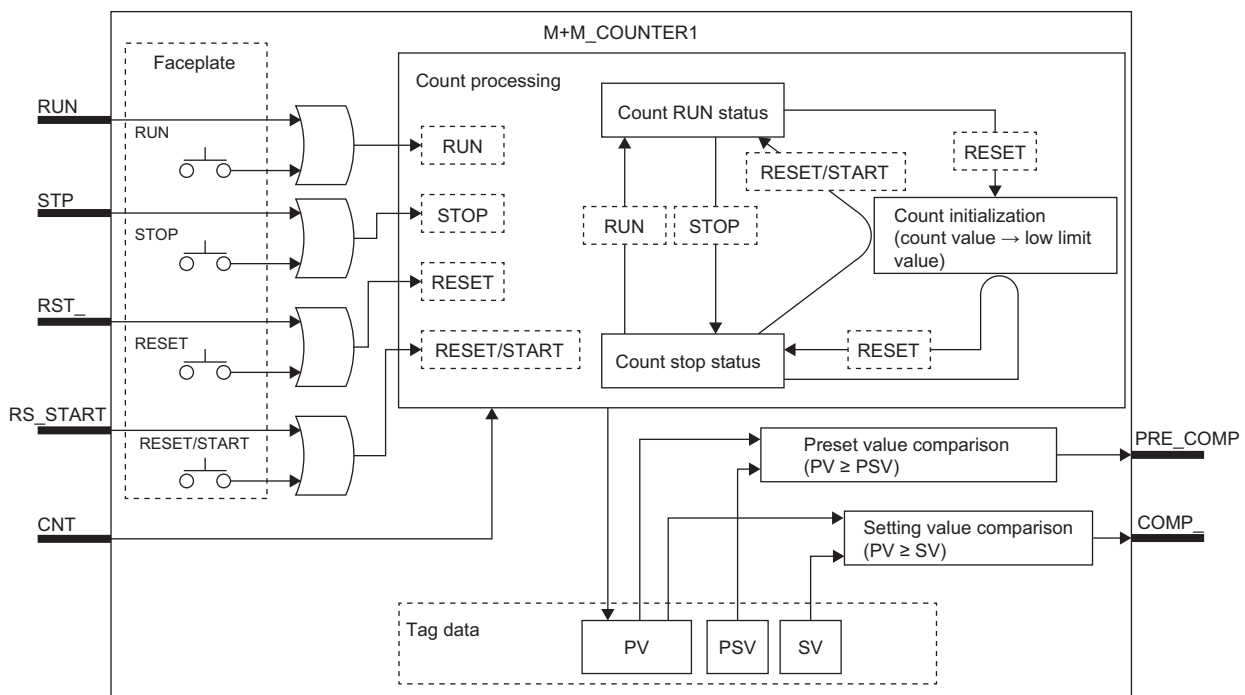 M+M_COUNTER1
Faceplate
Count processing
RUN
RUN
RUN
Count RUN status
RESET
RESET/START
STP
STOP
STOP
RUN
STOP
Count initialization
(count value → low limit
value)
RST_
RESET
RESET
RESET/START
Count stop status
RESET
RS_START
RESET/START
Preset value comparison
(PV ≥ PSV)
PRE_COMP
CNT
Setting value comparison
(PV ≥ SV)
COMP_
Tag data
PV
PSV
SV